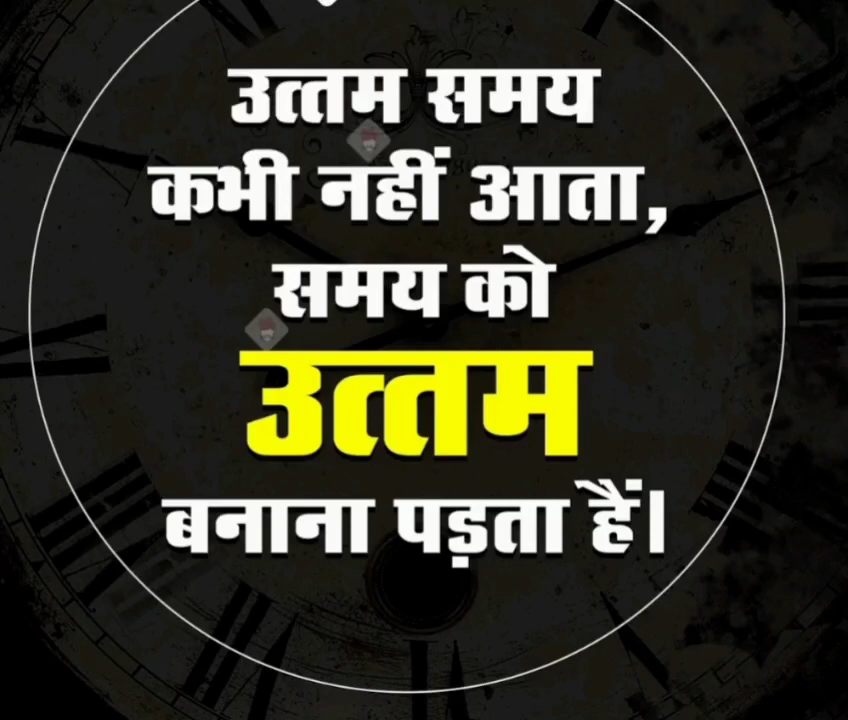 उत्तम समय
कभी नहीं आता,
समय को
उत्तम
बनाना पड़ता हैं।